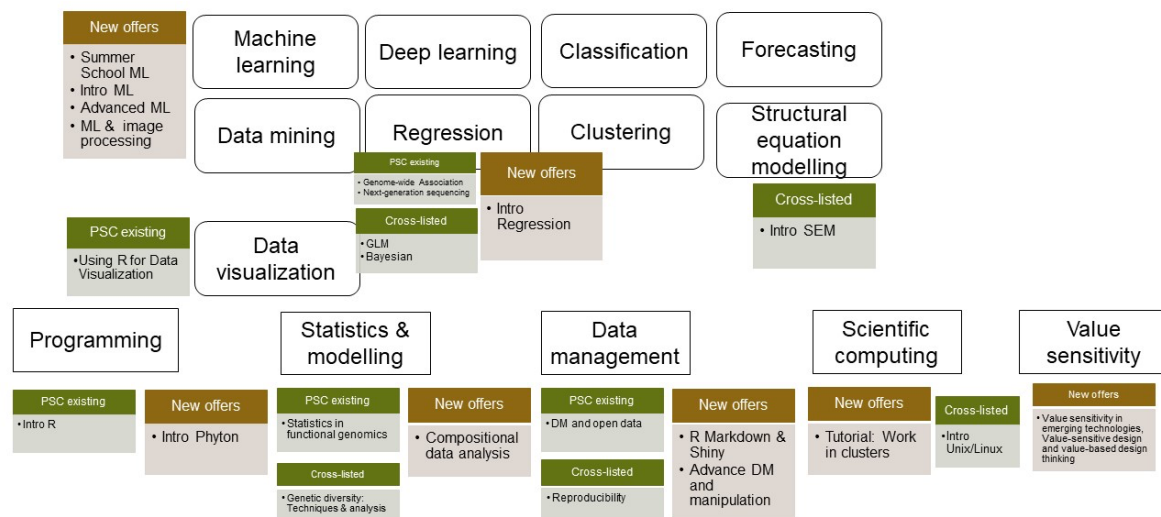 New offers
• Summer
School ML
• Intro ML
• Advanced ML
• ML & image
processing
Machine
learning
Deep learning
Classification
Forecasting
Data mining
Regression
Clustering
Structural
equation
modelling
PSC existing
• Genome-wide Association
• Next-generation sequencing
Cross-listed
• GLM
• Bayesian
New offers
• Intro
Regression
Cross-listed
• Intro SEM
PSC existing
•Using R for Data
Visualization
Data
visualization
Programming
Statistics &
modelling
Data
management
Scientific
computing
Value
sensitivity
PSC existing
•Intro R
New offers
• Intro Phyton
PSC existing
•Statistics in
functional genomics
Cross-listed
•Genetic diversity:
Techniques & analysis
New offers
• Compositional
data analysis
PSC existing
•DM and open data
Cross-listed
•Reproducibility
New offers
• R Markdown &
Shiny
• Advance DM
and
manipulation
New offers
• Tutorial: Work
in clusters
Cross-listed
•Intro
Unix/Linux
New offers
•Value sensitivity in
emerging technologies,
Value-sensitive design
and value-based design
thinking